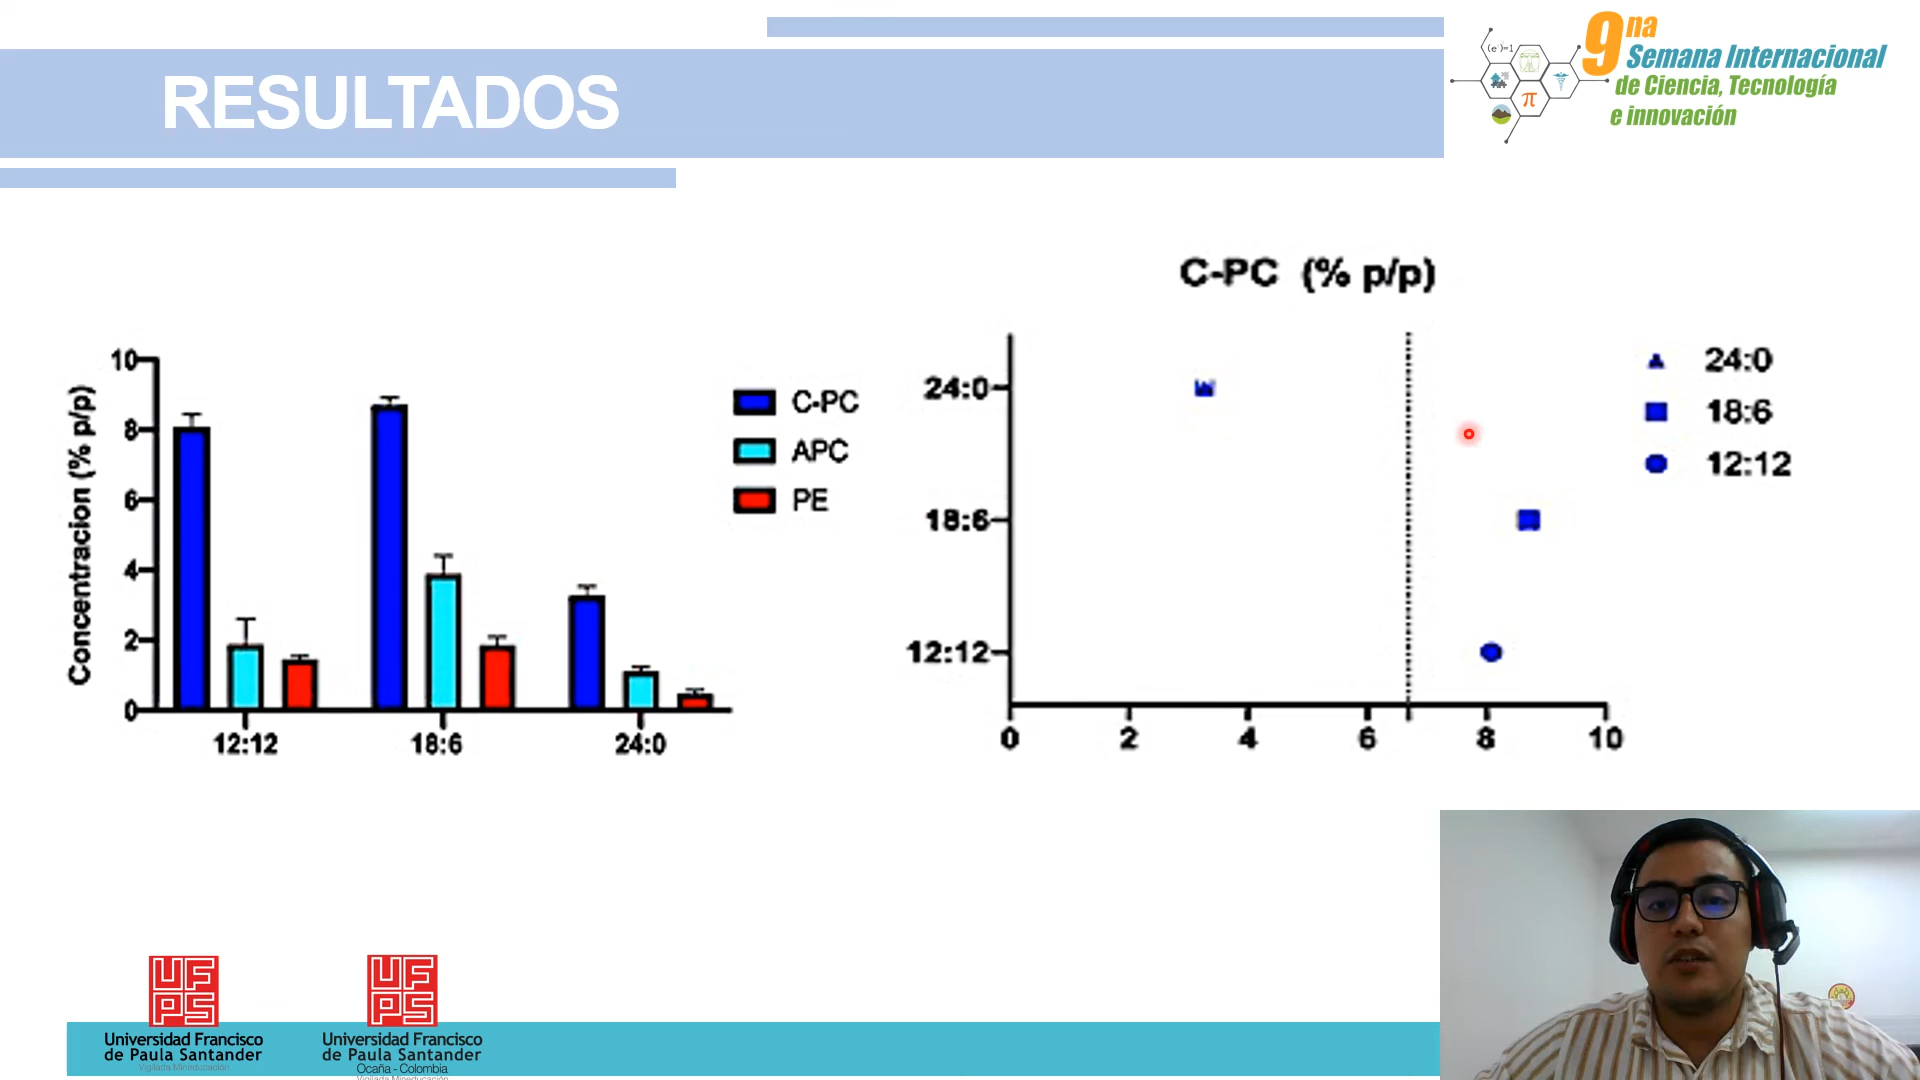 RESULTADOS
(e )=1
π
9na
Semana Internacional
de Ciencia, Tecnología
e innovación
Concentracion (% p/p)
10
8
6
4
2
0
12:12
18:6
24:0
C-PC
APC
PE
C-PC (% p/p)
24:0
18:6
12:12
0
2
4
6
8
10
24:0
18:6
12:12
UFPS
Universidad Francisco
de Paula Santander
Vigilada Mineducación
UFPS
Universidad Francisco
de Paula Santander
Ocaña - Colombia
Vigilada Mineducación